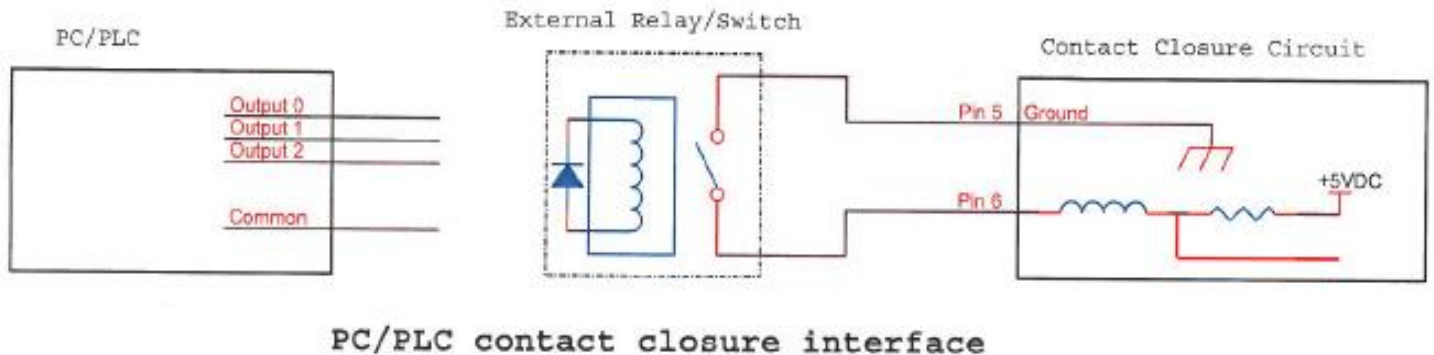 External Relay/Switch
PC/PLC
Contact Closure Circuit
Output 0
Output 1
Output 2
Common
Pin 5 Ground
Pin 6
+5VDC
PC/PLC contact closure interface